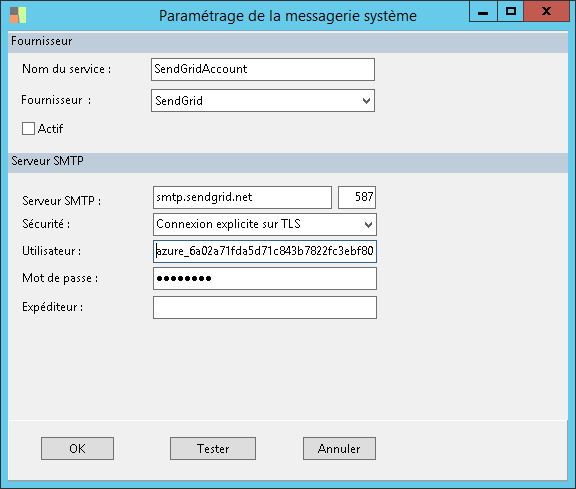 Paramétrage de la messagerie système
Fournisseur
Nom du service : SendGridAccount
Fournisseur : SendGrid
Actif
Serveur SMTP
Serveur SMTP : smtp.sendgrid.net 587
Sécurité : Connexion explicite sur TLS
Utilisateur : azure_6a02a71fda5d71c843b7822fc3ebf80
Mot de passe : ●●●●●●●●
Expéditeur :
OK Tester Annuler